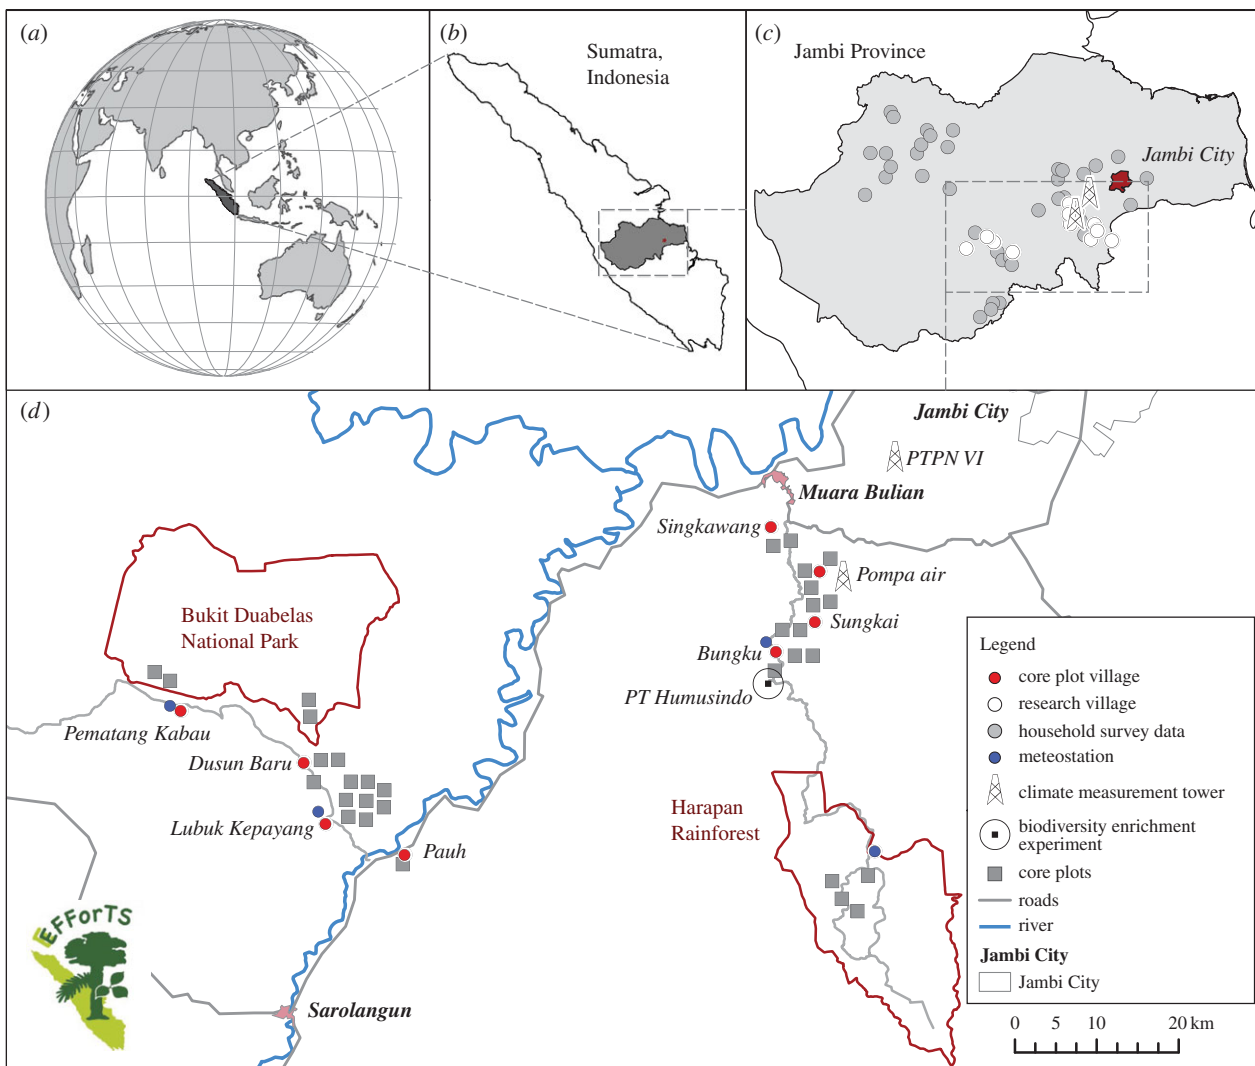 (a)
(b)
Sumatra,
Indonesia
(c)
Jambi Province
Jambi City
(d)
Jambi City
PTPN VI
Muara Bulian
Singkawang
Pompa air
Sungkai
Bungku
PT Humusindo
Bukit Duabelas
National Park
Pematang Kabau
Dusun Baru
Lubuk Kepayang
Pauh
Harapan
Rainforest
Sarolangun
EFForTS
Legend
core plot village
research village
household survey data
meteostation
climate measurement tower
biodiversity enrichment
experiment
core plots
roads
river
Jambi City
Jambi City
0 5 10 20 km